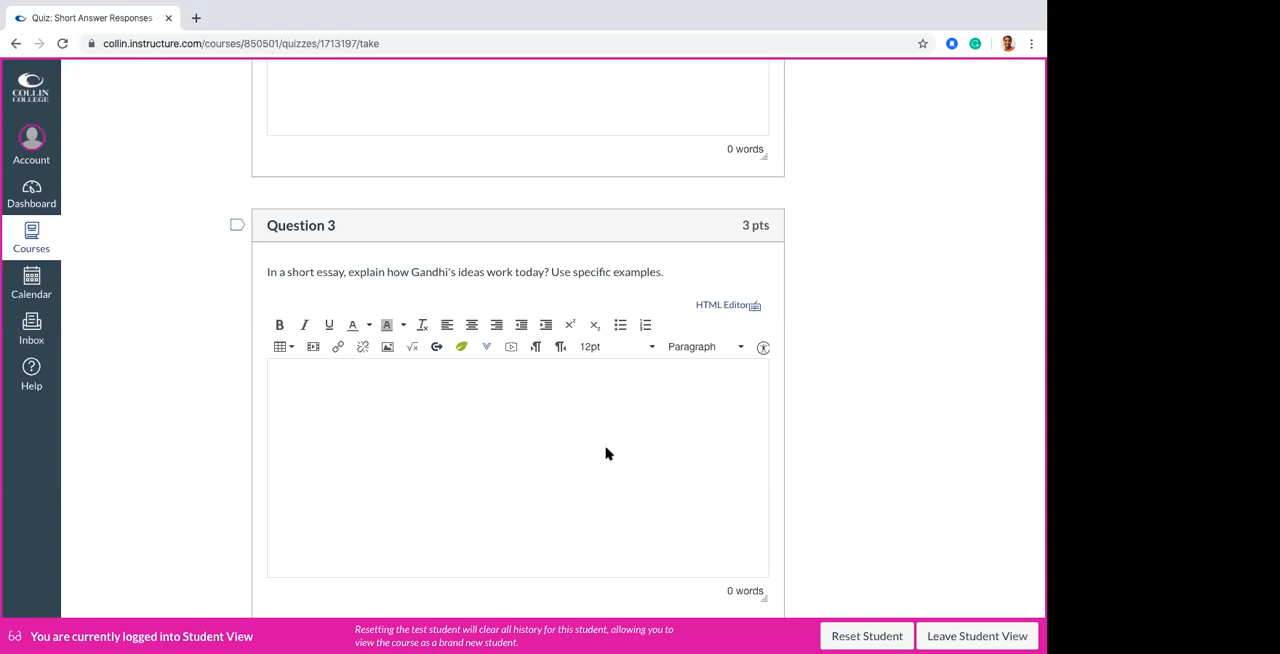 Quiz: Short Answer Responses
collin.instructure.com/courses/850501/quizzes/1713197/take
COLLIN
COLLEGE
Account
Dashboard
Courses
Calendar
Inbox
Help
0 words
Question 3
3 pts
In a short essay, explain how Gandhi's ideas work today? Use specific examples.
HTML Editor
B I U A A
12pt
Paragraph
0 words
You are currently logged into Student View
Resetting the test student will clear all history for this student, allowing you to
view the course as a brand new student.
Reset Student
Leave Student View